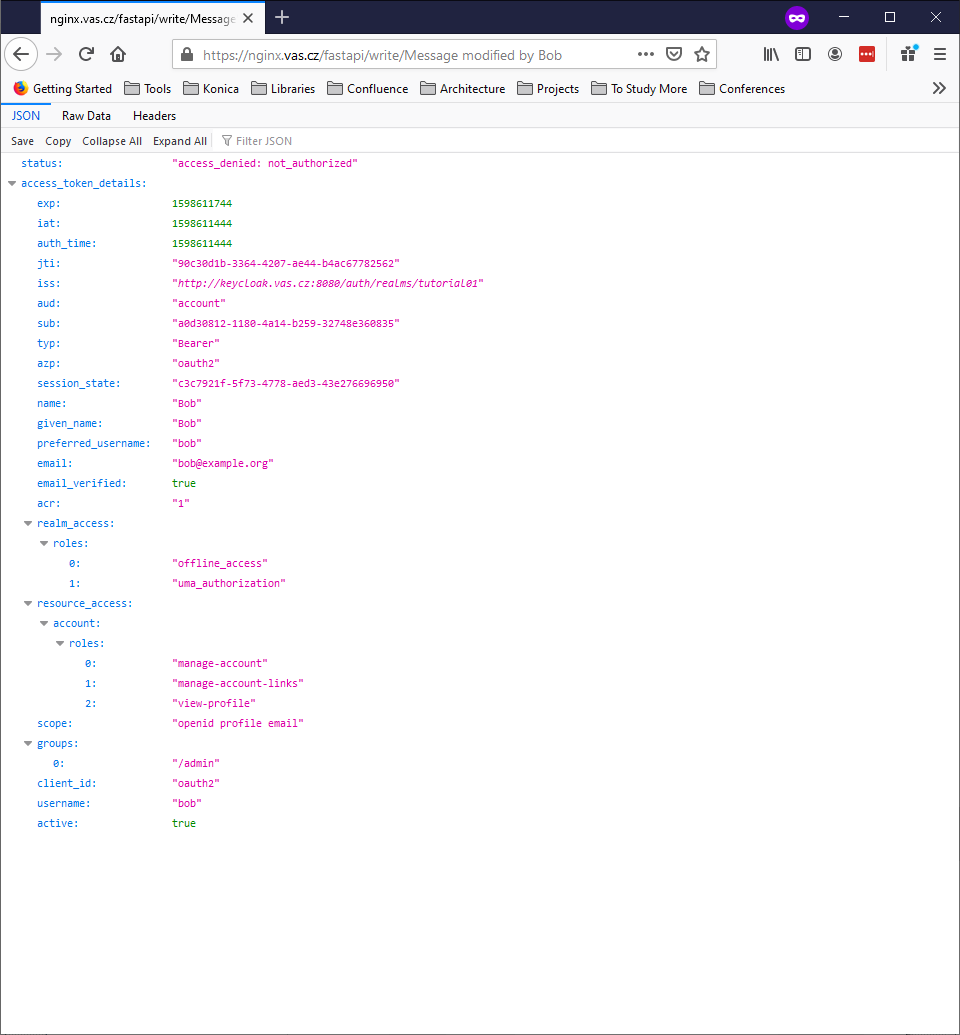 nginx.vas.cz/fastapi/write/Message
https://nginx.vas.cz/fastapi/write/Message modified by Bob
Getting Started Tools Konica Libraries Confluence Architecture Projects To Study More Conferences
JSON Raw Data Headers
Save Copy Collapse All Expand All Filter JSON
status: "access_denied: not_authorized"
access_token_details:
exp: 1598611744
iat: 1598611444
auth_time: 1598611444
jti: "90c30d1b-3364-4207-ae44-b4ac67782562"
iss: "http://keycloak.vas.cz:8080/auth/realms/tutorial01"
aud: "account"
sub: "a0d30812-1180-4a14-b259-32748e360835"
typ: "Bearer"
azp: "oauth2"
session_state: "c3c7921f-5f73-4778-aed3-43e276696950"
name: "Bob"
given_name: "Bob"
preferred_username: "bob"
email: "bob@example.org"
email_verified: true
acr: "1"
realm_access:
roles:
0: "offline_access"
1: "uma_authorization"
resource_access:
account:
roles:
0: "manage-account"
1: "manage-account-links"
2: "view-profile"
scope: "openid profile email"
groups:
0: "/admin"
client_id: "oauth2"
username: "bob"
active: true